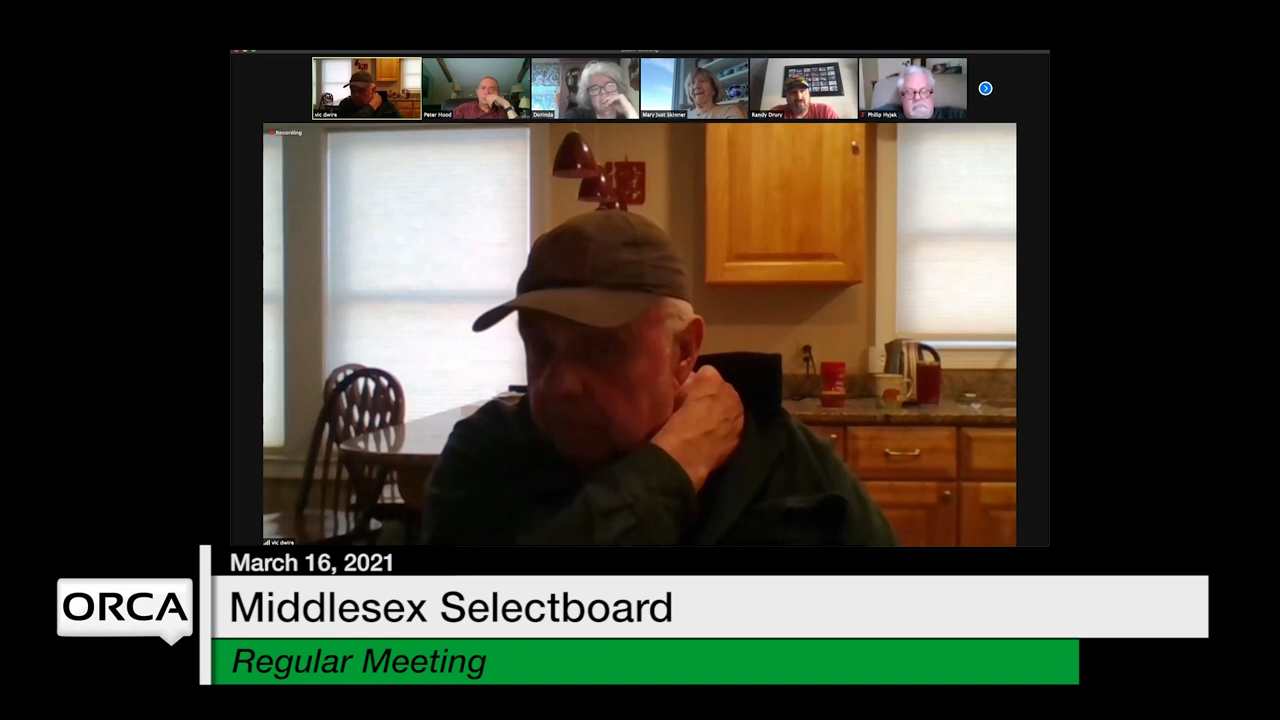 vic dwire
Peter Hood
Dorinda
Mary Just Skinner
Randy Drury
Philip Hyjek
Recording
vic dwire
March 16, 2021
ORCA
Middlesex Selectboard
Regular Meeting